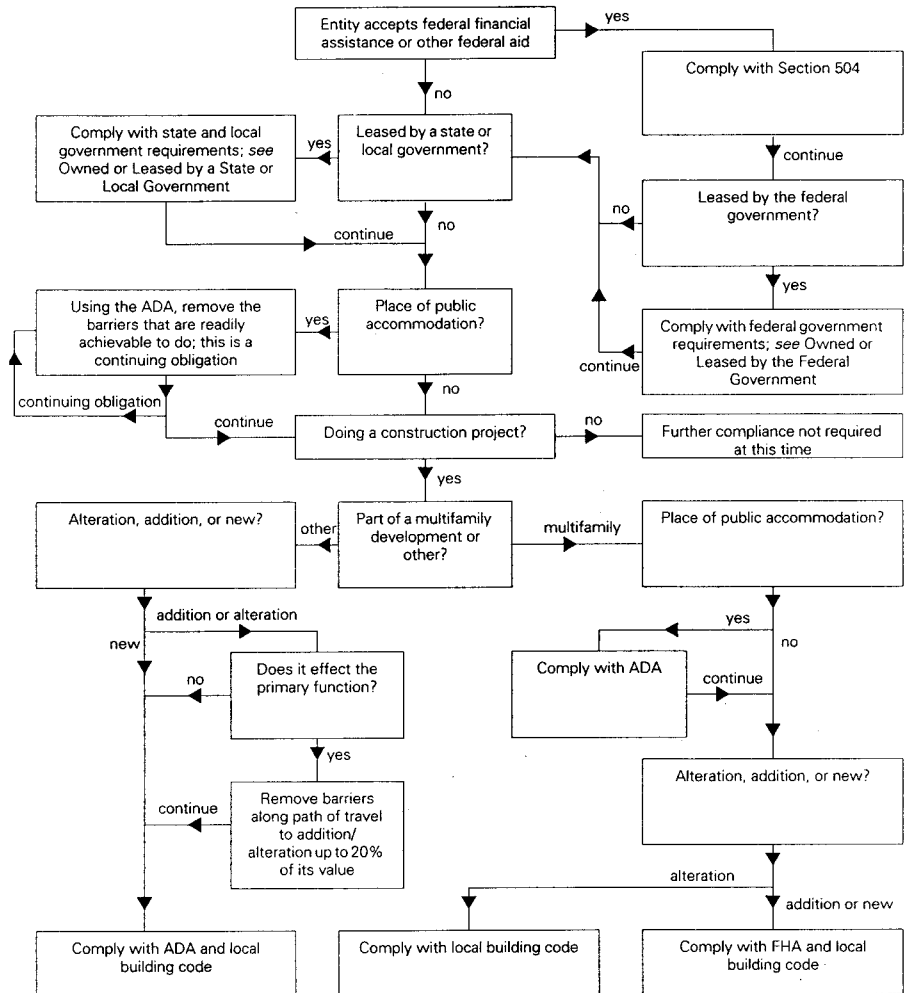 Entity accepts federal financial
assistance or other federal aid
yes
no
Comply with Section 504
continue
Comply with state and local
government requirements; see
Owned or Leased by a State or
Local Government
yes
Leased by a state or
local government?
no
continue
Leased by the federal
government?
no
yes
Using the ADA, remove the
barriers that are readily
achievable to do; this is a
continuing obligation
yes
Place of public
accommodation?
no
Comply with federal government
requirements; see Owned or
Leased by the Federal
Government
continue
continuing obligation
continue
Doing a construction project?
no
Further compliance not required
at this time
yes
Alteration, addition, or new?
other
Part of a multifamily
development or
other?
multifamily
Place of public accommodation?
addition or alteration
new
Does it effect the
primary function?
no
yes
Remove barriers
along path of travel
to addition/
alteration up to 20%
of its value
continue
yes
no
Comply with ADA
continue
Alteration, addition, or new?
alteration
addition or new
Comply with ADA and local
building code
Comply with local building code
Comply with FHA and local
building code